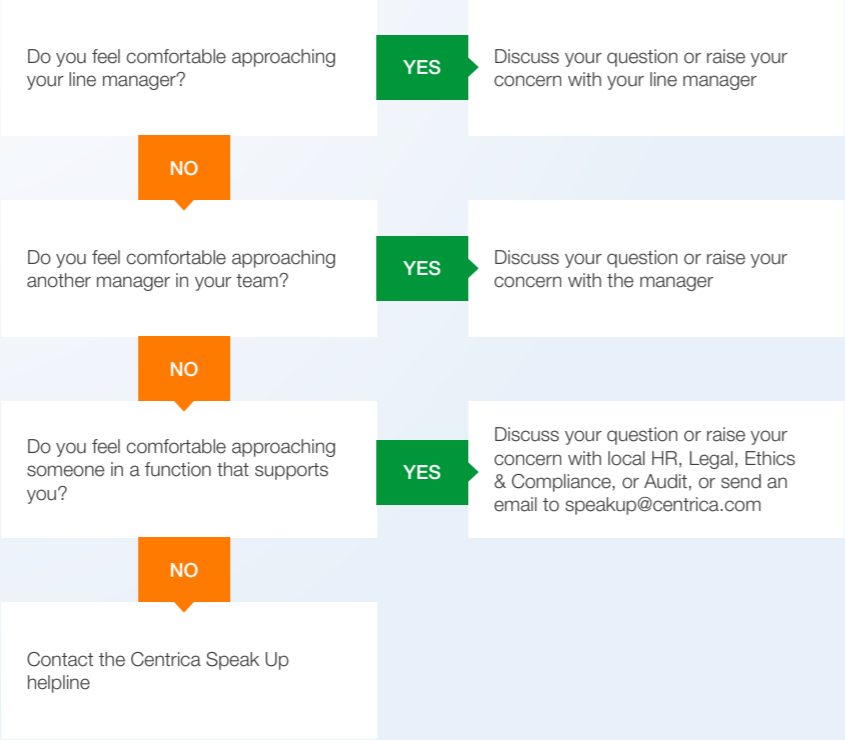 Do you feel comfortable approaching
your line manager?
YES
Discuss your question or raise your
concern with your line manager
NO
Do you feel comfortable approaching
another manager in your team?
YES
Discuss your question or raise your
concern with the manager
NO
Do you feel comfortable approaching
someone in a function that supports
you?
YES
Discuss your question or raise your
concern with local HR, Legal, Ethics
& Compliance, or Audit, or send an
email to speakup@centrica.com
NO
Contact the Centrica Speak Up
helpline